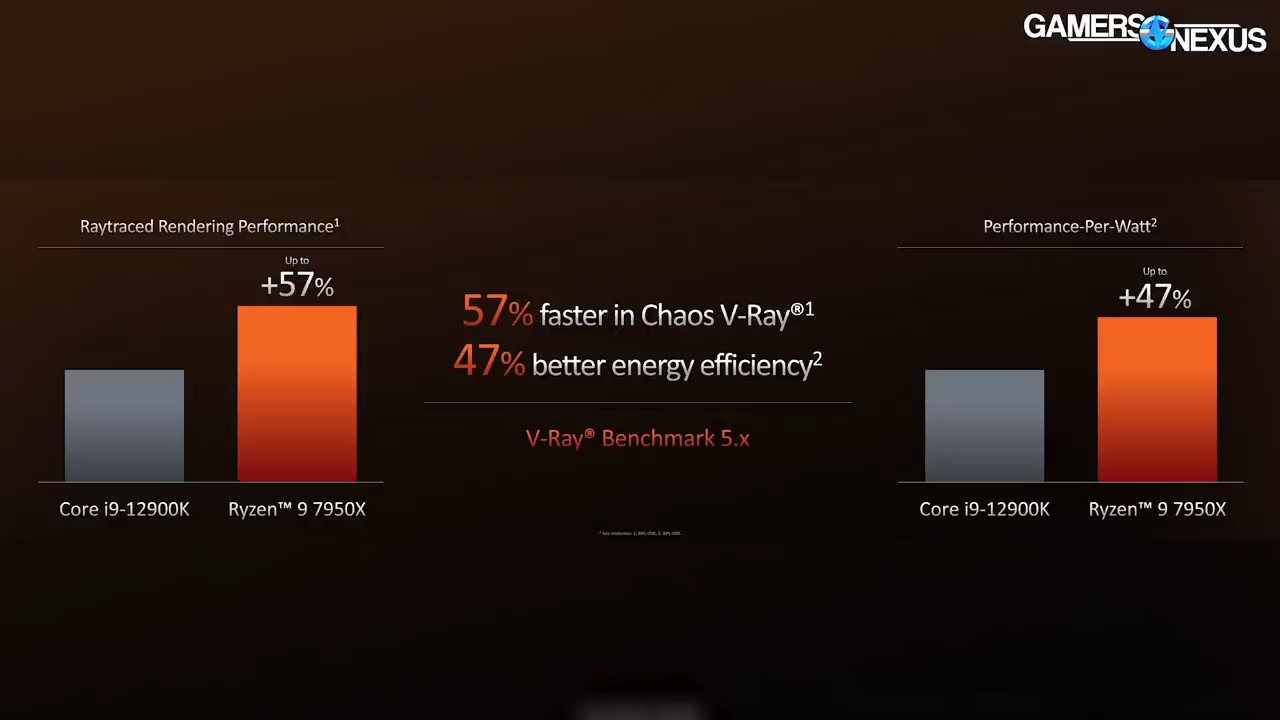 GAMERS NEXUS
Raytraced Rendering Performance¹
Up to
+57%
Core i9-12900K
Ryzen™ 9 7950X
57% faster in Chaos V-Ray®¹
47% better energy efficiency²
V-Ray® Benchmark 5.x
Performance-Per-Watt²
Up to
+47%
Core i9-12900K
Ryzen™ 9 7950X